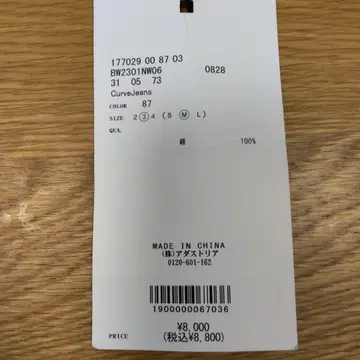 177029 00 87 03
BW2301NW06 0828
31 05 73
CurveJeans
COLOR 87
SIZE 2 3 4 ( S M L )
QUA.
綿 100%
MADE IN CHINA
(株)アダストリア
0120-601-162
1900000067036
¥8,000
PRICE (税込¥8,800)